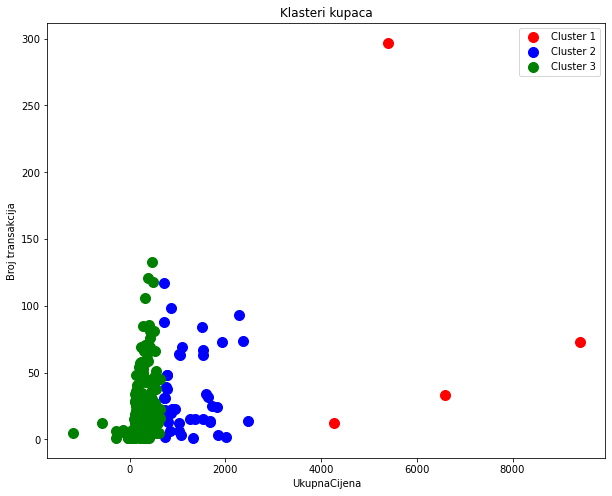 Klasteri kupaca
Cluster 1
Cluster 2
Cluster 3
300
250
200
150
100
50
0
Broj transakcija
0 2000 4000 6000 8000
UkupnaCijena